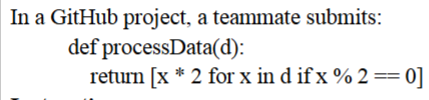 In a GitHub project, a teammate submits:
def processData(d):
return [x * 2 for x in d if x % 2 == 0]